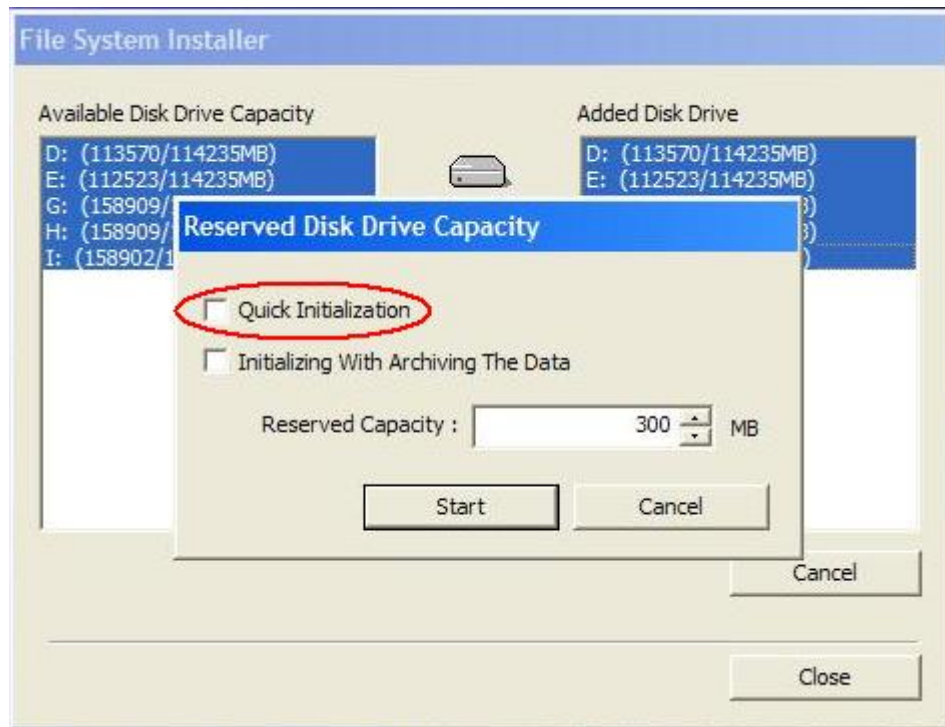 File System Installer
Available Disk Drive Capacity
Added Disk Drive
D: (113570/114235MB)
E: (112523/114235MB)
G: (158909/
H: (158909/
I: (158902/1
D: (113570/114235MB)
E: (112523/114235MB)
Reserved Disk Drive Capacity
Quick Initialization
Initializing With Archiving The Data
Reserved Capacity : 300 MB
Start Cancel
Cancel
Close